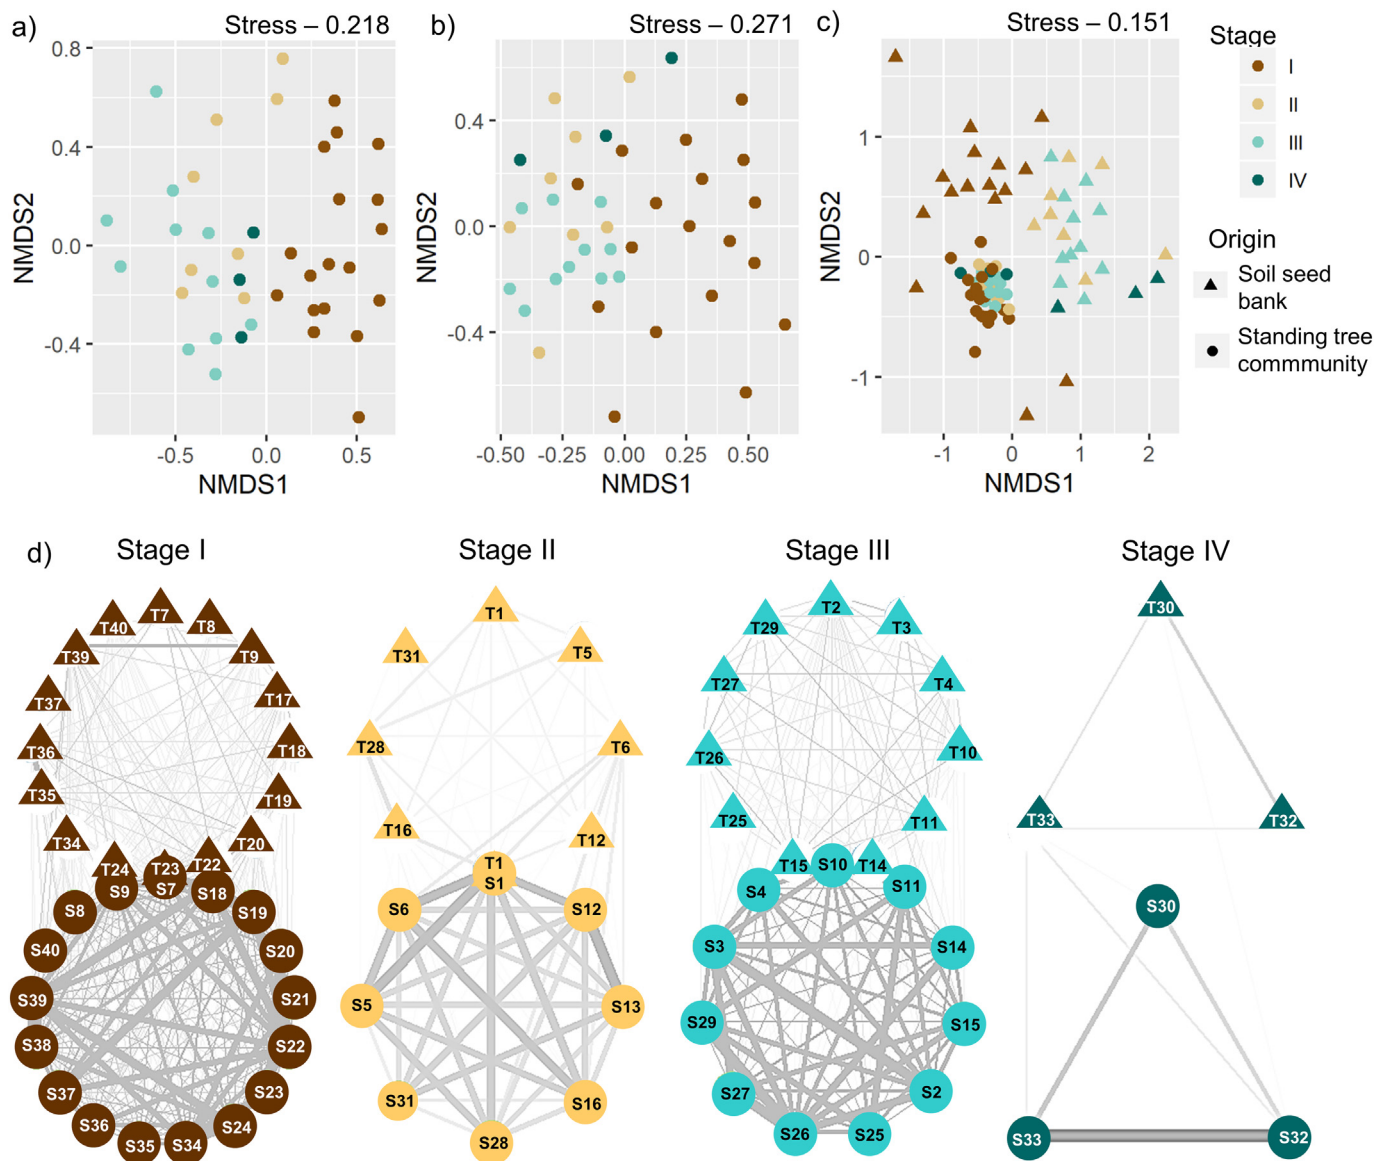 a)
Stress – 0.218
0.8
0.4
0.0
-0.4
NMDS2
-0.5
0.0
0.5
NMDS1
b)
Stress – 0.271
0.4
0.0
-0.4
NMDS2
-0.50
-0.25
0.00
0.25
0.50
NMDS1
c)
Stress – 0.151
1
0
-1
NMDS2
-1
0
1
2
NMDS1
Stage
I
II
III
IV
Origin
Soil seed
bank
Standing tree
commmunity
d)
Stage I
T7
T40
T8
T39
T9
T37
T17
T36
T18
T35
T19
T34
T20
T24
T23
T22
S9
S7
S18
S8
S19
S40
S20
S39
S21
S38
S22
S37
S23
S36
S24
S35
S34
Stage II
T1
T31
T5
T28
T6
T16
T12
T1
S1
S6
S12
S5
S13
S31
S16
S28
Stage III
T2
T29
T3
T27
T4
T26
T10
T25
T11
T15
S10
T14
S4
S11
S3
S14
S29
S15
S27
S2
S26
S25
Stage IV
T30
T33
T32
S30
S33
S32